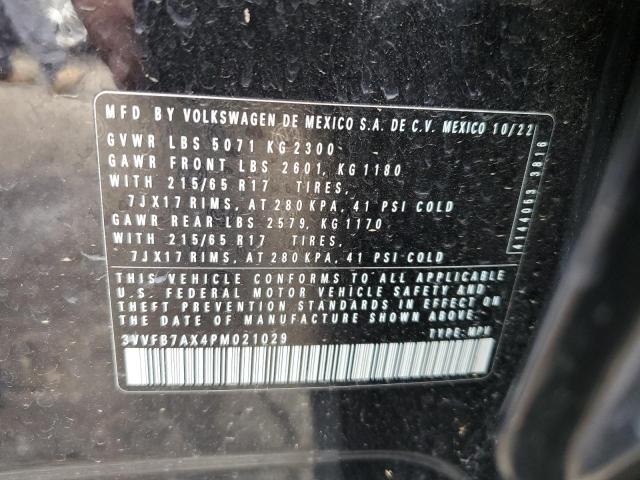 MFD BY VOLKSWAGEN DE MEXICO S.A. DE C.V. MEXICO 10/22
GVWR LBS 5071 KG 2300
GAWR FRONT LBS 2601, KG 1180
WITH 215/65 R17 TIRES,
7JX17 RIMS, AT 280 KPA, 41 PSI COLD
GAWR REAR LBS 2579, KG 1170
WITH 215/65 R17 TIRES,
7JX17 RIMS, AT 280 KPA, 41 PSI COLD
THIS VEHICLE CONFORMS TO ALL APPLICABLE
U.S. FEDERAL MOTOR VEHICLE SAFETY AND
THEFT PREVENTION STANDARDS IN EFFECT ON
THE DATE OF MANUFACTURE SHOWN ABOVE.
3VVFB7AX4PM021029 TYPE: MPV
4144063 3816